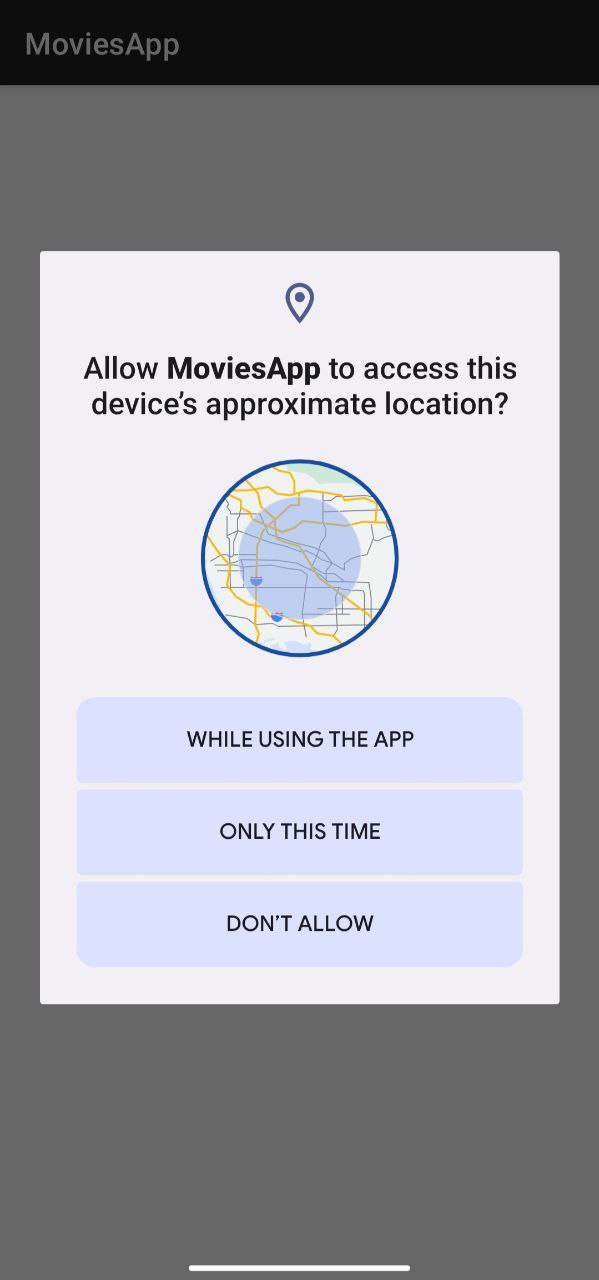 MoviesApp
Allow MoviesApp to access this
device’s approximate location?
WHILE USING THE APP
ONLY THIS TIME
DON’T ALLOW